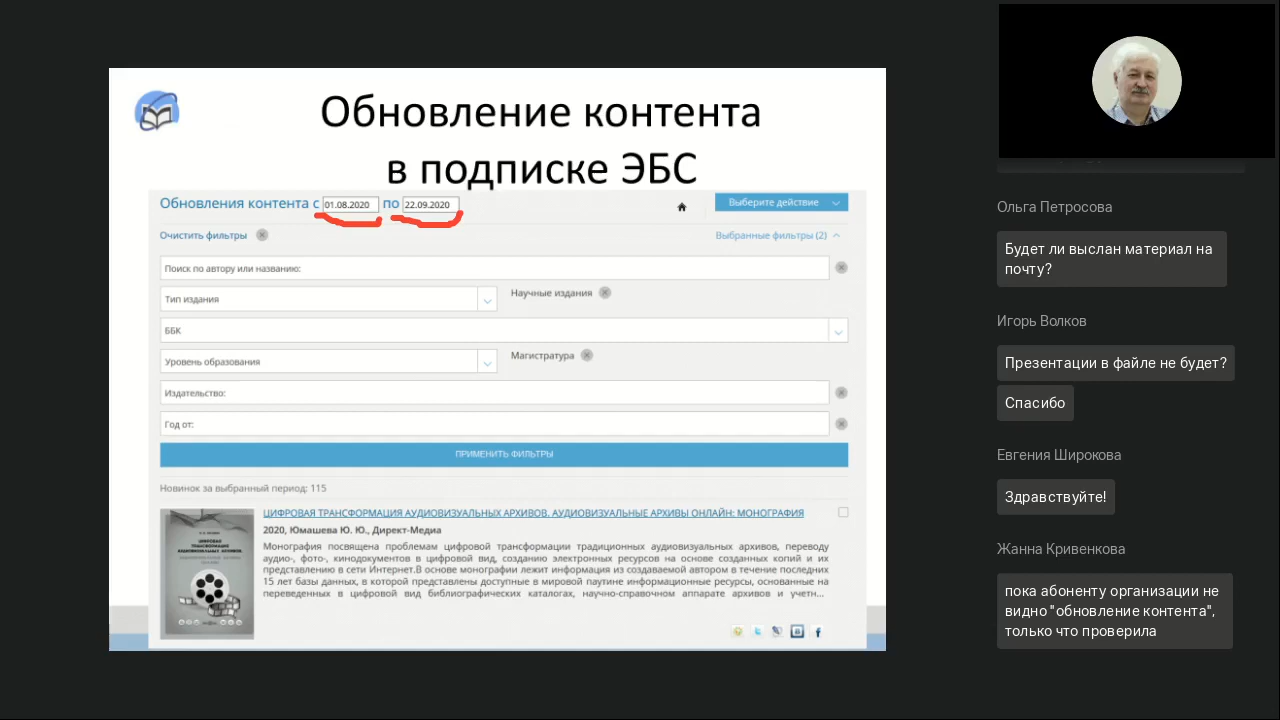 Обновление контента
в подписке ЭБС
Обновления контента с 01.08.2020 по 22.09.2020
Выберите действие
Очистить фильтры
Выбранные фильтры (2)
Поиск по автору или названию:
Тип издания
Научные издания
ББК
Уровень образования
Магистратура
Издательство:
Год от:
ПРИМЕНИТЬ ФИЛЬТРЫ
Новинок за выбранный период: 115
ЦИФРОВАЯ ТРАНСФОРМАЦИЯ АУДИОВИЗУАЛЬНЫХ АРХИВОВ. АУДИОВИЗУАЛЬНЫЕ АРХИВЫ ОНЛАЙН: МОНОГРАФИЯ
2020, Юмашева Ю. Ю., Директ-Медиа
Монография посвящена проблемам цифровой трансформации традиционных аудиовизуальных архивов, переводу
аудио-, фото-, кинодокументов в цифровой вид, созданию электронных ресурсов на основе созданных копий и их
представлению в сети Интернет.В основе монографии лежит информация из создаваемой автором в течение последних
15 лет базы данных, в которой представлены доступные в мировой паутине информационные ресурсы, основанные на
переведенных в цифровой вид библиографических каталогах, научно-справочном аппарате архивов и учетн...
ЦИФРОВАЯ
ТРАНСФОРМАЦИЯ
АУДИОВИЗУАЛЬНЫХ АРХИВОВ
Ольга Петросова
Будет ли выслан материал на
почту?
Игорь Волков
Презентации в файле не будет?
Спасибо
Евгения Широкова
Здравствуйте!
Жанна Кривенкова
пока абоненту организации не
видно "обновление контента",
только что проверила